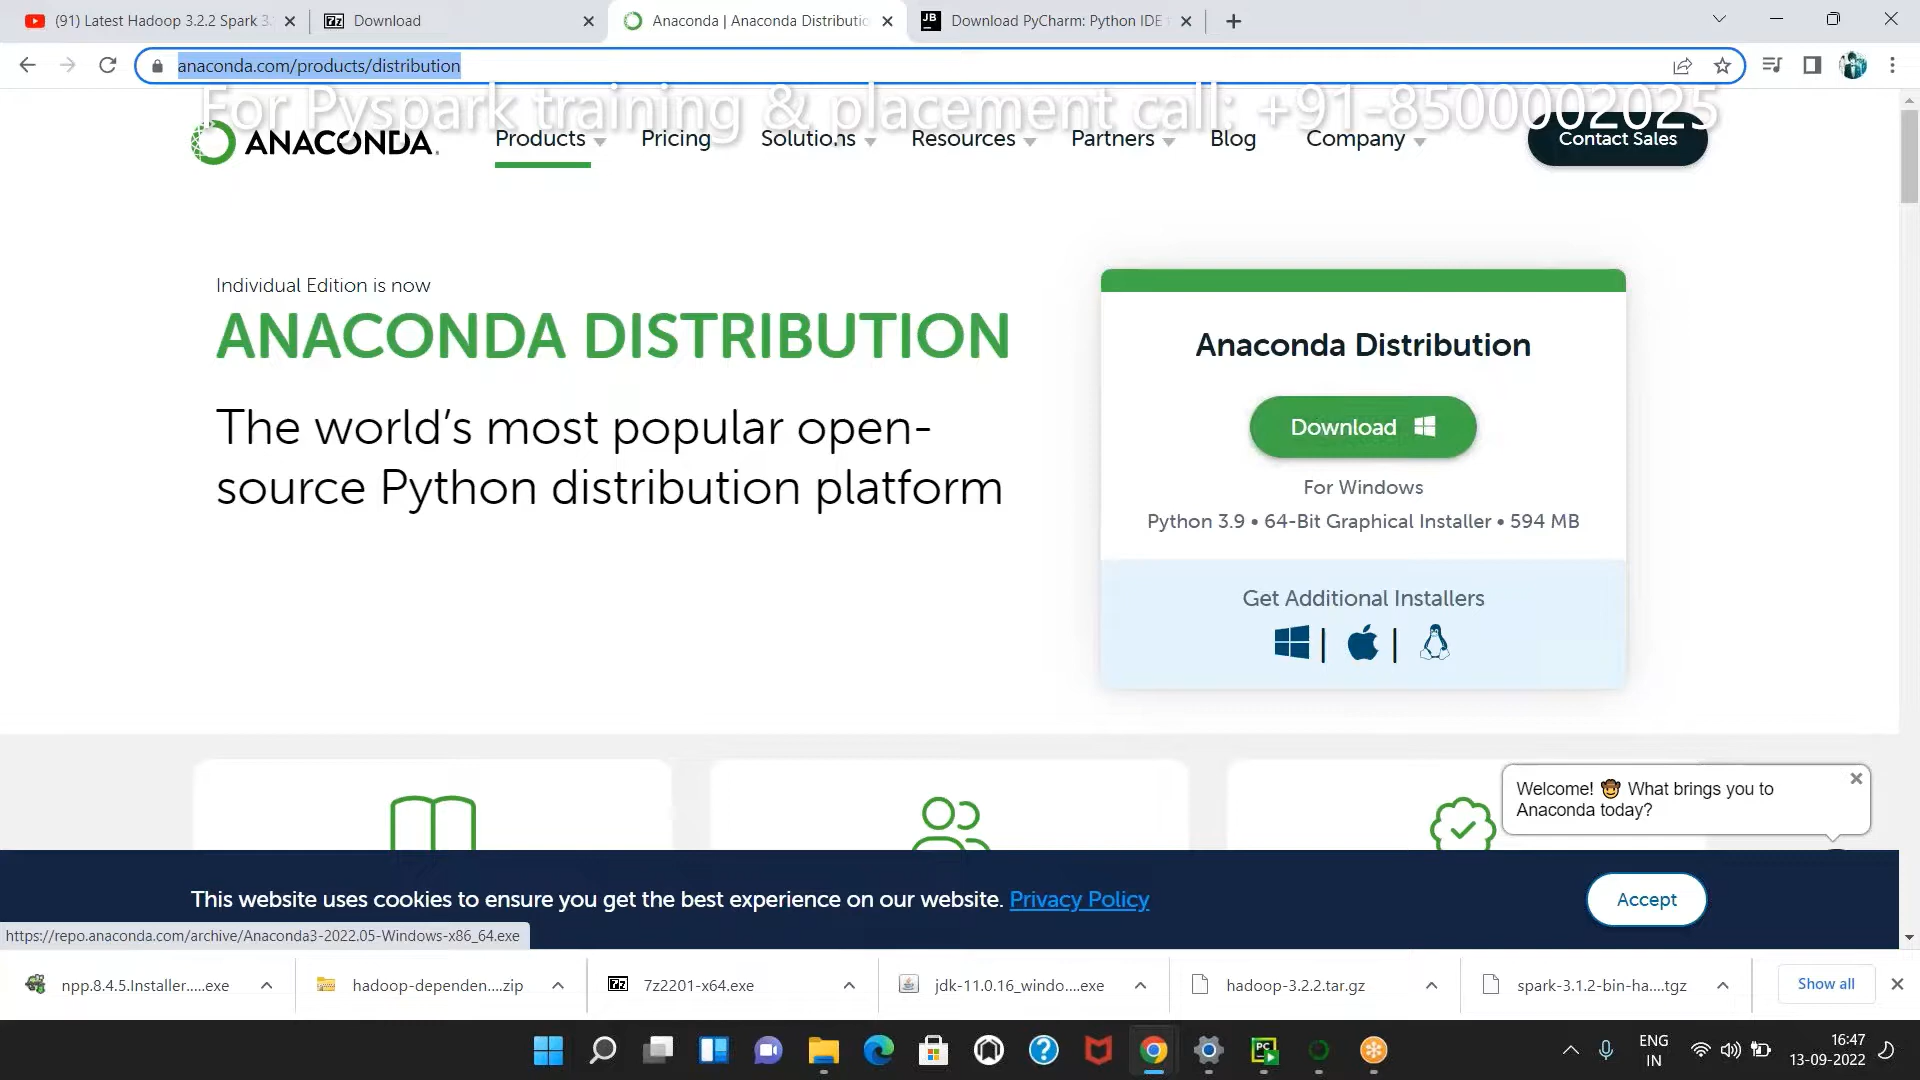 (91) Latest Hadoop 3.2.2 Spark 3.
Download
Anaconda | Anaconda Distributio
Download PyCharm: Python IDE
anaconda.com/products/distribution
For Pyspark training & placement call: +91-8500002025
ANACONDA.
Products
Pricing
Solutions
Resources
Partners
Blog
Company
Contact Sales
Individual Edition is now
ANACONDA DISTRIBUTION
The world’s most popular open-
source Python distribution platform
Anaconda Distribution
Download
For Windows
Python 3.9 • 64-Bit Graphical Installer • 594 MB
Get Additional Installers
Welcome! 🤠 What brings you to
Anaconda today?
This website uses cookies to ensure you get the best experience on our website. Privacy Policy
Accept
https://repo.anaconda.com/archive/Anaconda3-2022.05-Windows-x86_64.exe
npp.8.4.5.Installer.....exe
hadoop-dependen....zip
7z2201-x64.exe
jdk-11.0.16_windo....exe
hadoop-3.2.2.tar.gz
spark-3.1.2-bin-ha....tgz
Show all
ENG
IN
16:47
13-09-2022